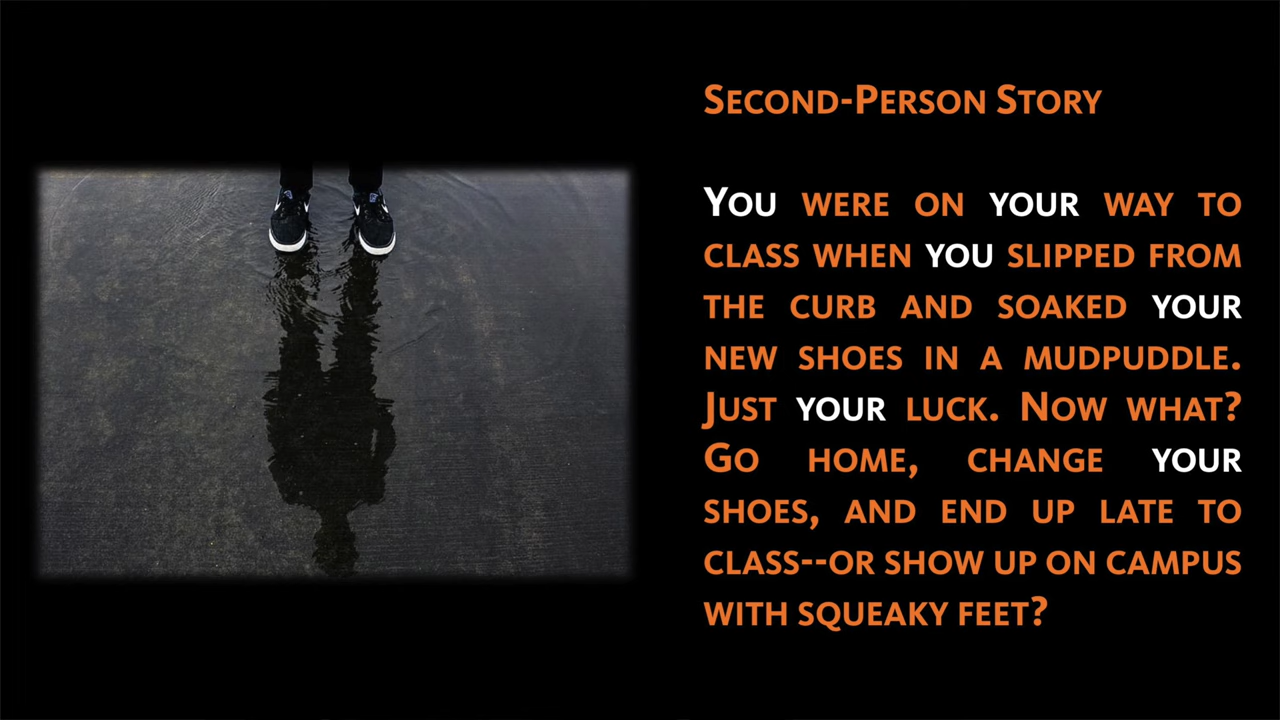 Second-Person Story
You were on your way to
class when you slipped from
the curb and soaked your
new shoes in a mudpuddle.
Just your luck. Now what?
Go home, change your
shoes, and end up late to
class--or show up on campus
with squeaky feet?